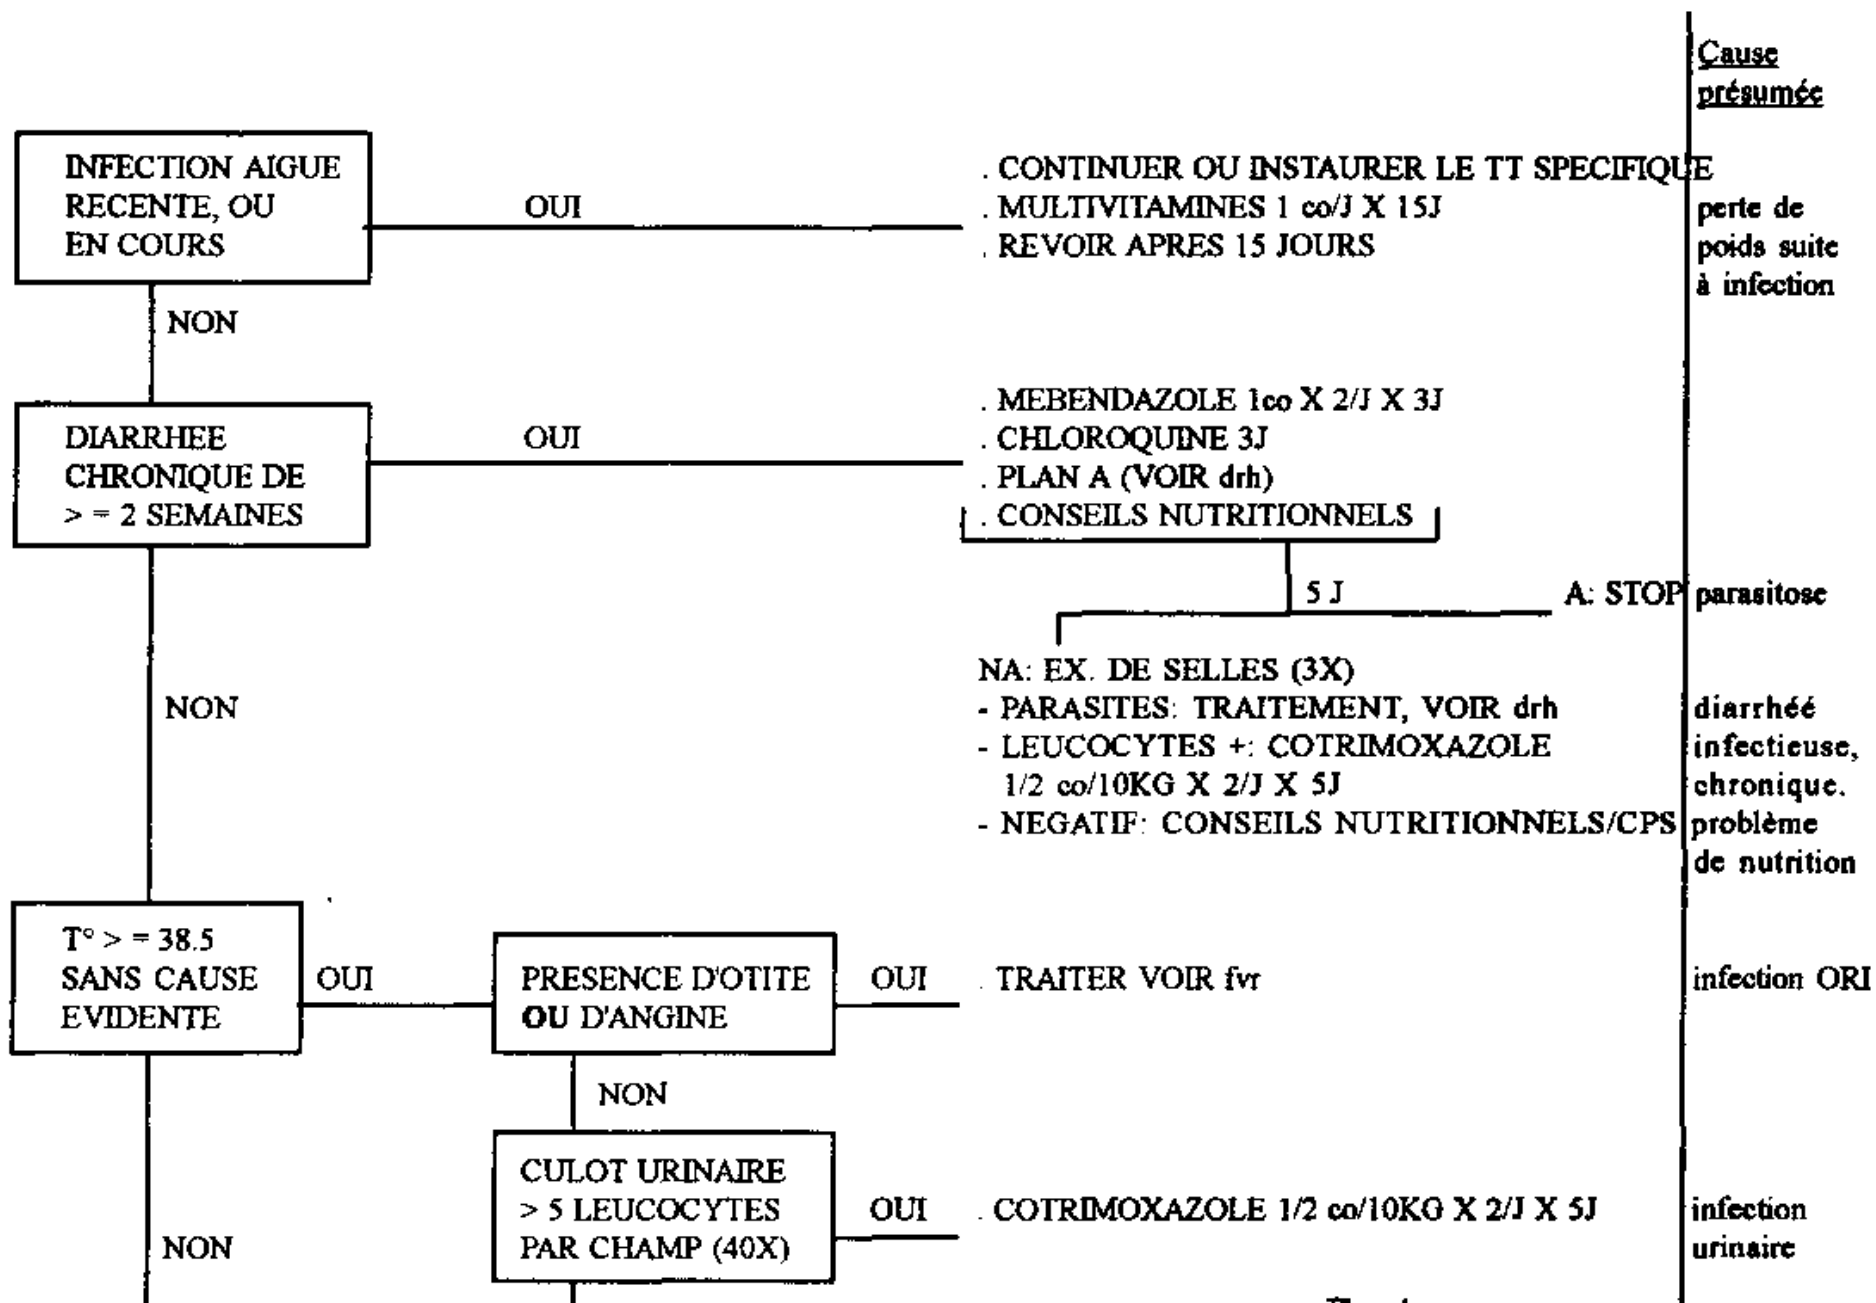 Cause
présumée
INFECTION AIGUE
RECENTE, OU
EN COURS
OUI
. CONTINUER OU INSTAURER LE TT SPECIFIQUE
. MULTIVITAMINES 1 co/J X 15J
. REVOIR APRES 15 JOURS
perte de
poids suite
à infection
NON
DIARRHEE
CHRONIQUE DE
> = 2 SEMAINES
OUI
. MEBENDAZOLE 1co X 2/J X 3J
. CHLOROQUINE 3J
. PLAN A (VOIR drh)
. CONSEILS NUTRITIONNELS
5 J
A: STOP
parasitose
NON
NA: EX. DE SELLES (3X)
- PARASITES: TRAITEMENT, VOIR drh
- LEUCOCYTES +: COTRIMOXAZOLE
1/2 co/10KG X 2/J X 5J
- NEGATIF: CONSEILS NUTRITIONNELS/CPS
diarrhéé
infectieuse,
chronique.
problème
de nutrition
T° > = 38.5
SANS CAUSE
EVIDENTE
OUI
PRESENCE D'OTITE
OU D'ANGINE
OUI
. TRAITER VOIR fvr
infection ORI
NON
CULOT URINAIRE
> 5 LEUCOCYTES
PAR CHAMP (40X)
OUI
. COTRIMOXAZOLE 1/2 co/10KG X 2/J X 5J
infection
urinaire
NON